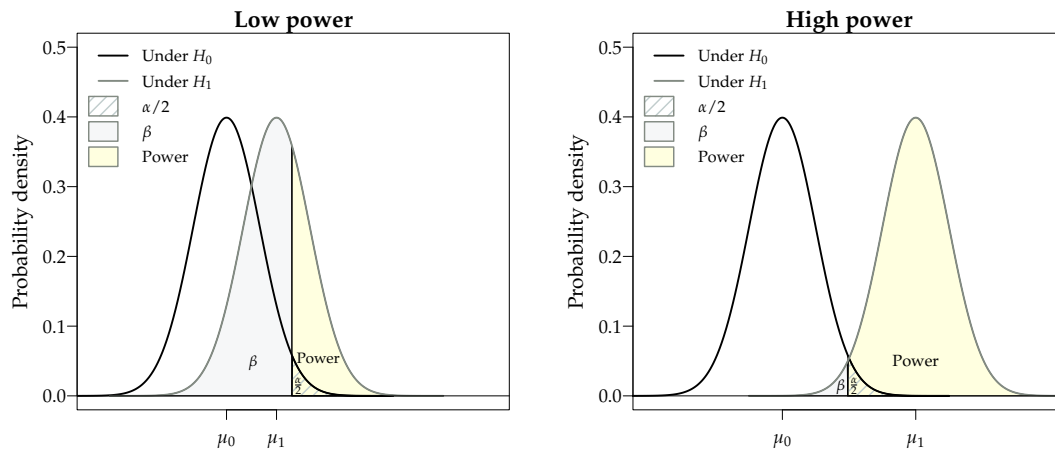 Low power
0.5
0.4
0.3
0.2
0.1
0.0
Probability density
Under H₀
Under H₁
α/2
β
Power
β
Power
α/2
μ₀
μ₁
High power
0.5
0.4
0.3
0.2
0.1
0.0
Probability density
Under H₀
Under H₁
α/2
β
Power
Power
β
α/2
μ₀
μ₁